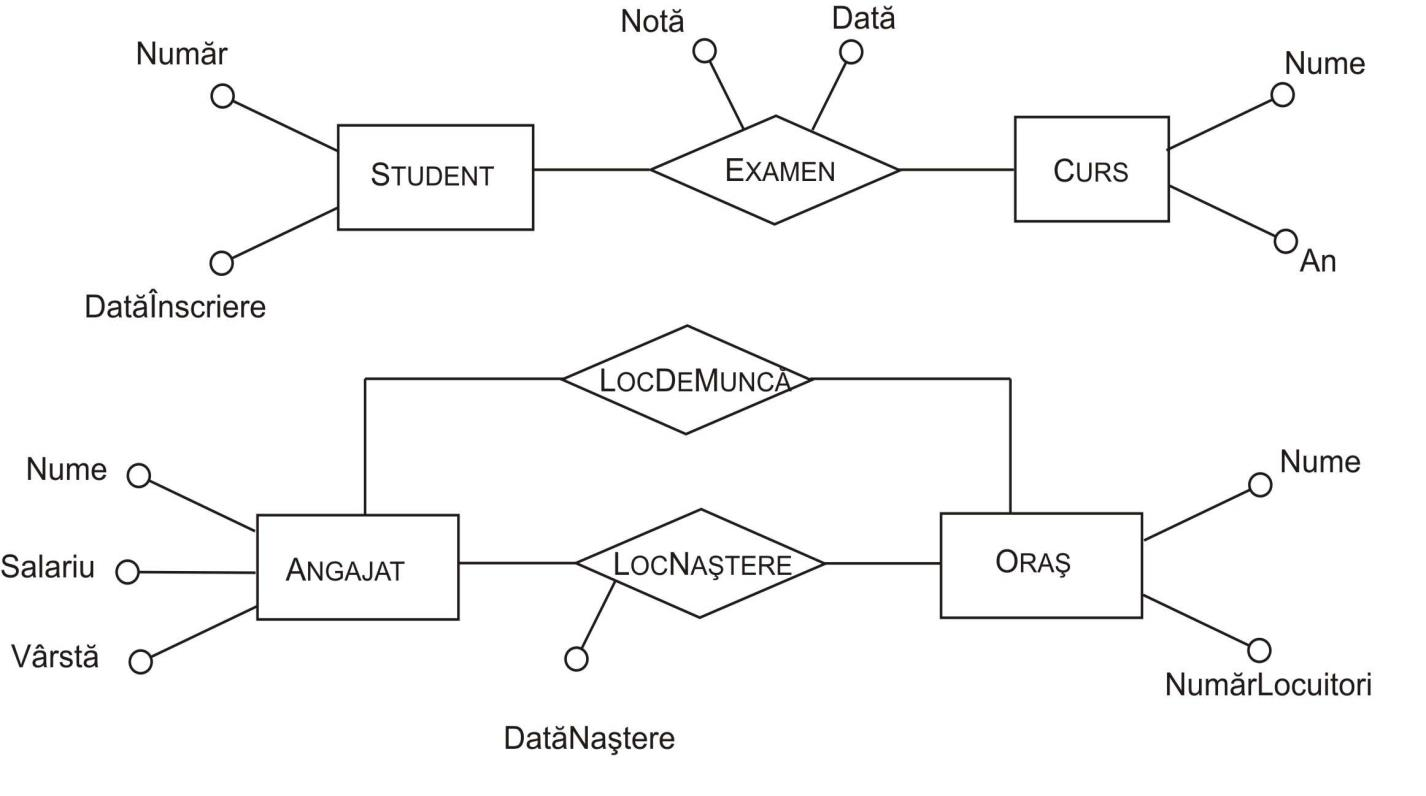 Notă
Dată
Număr
Nume
STUDENT
EXAMEN
CURS
An
DatăÎnscriere
LOCDEMUNCĂ
Nume
Nume
Salariu
ANGAJAT
LOCNAŞTERE
ORAŞ
Vârstă
NumărLocuitori
DatăNaştere